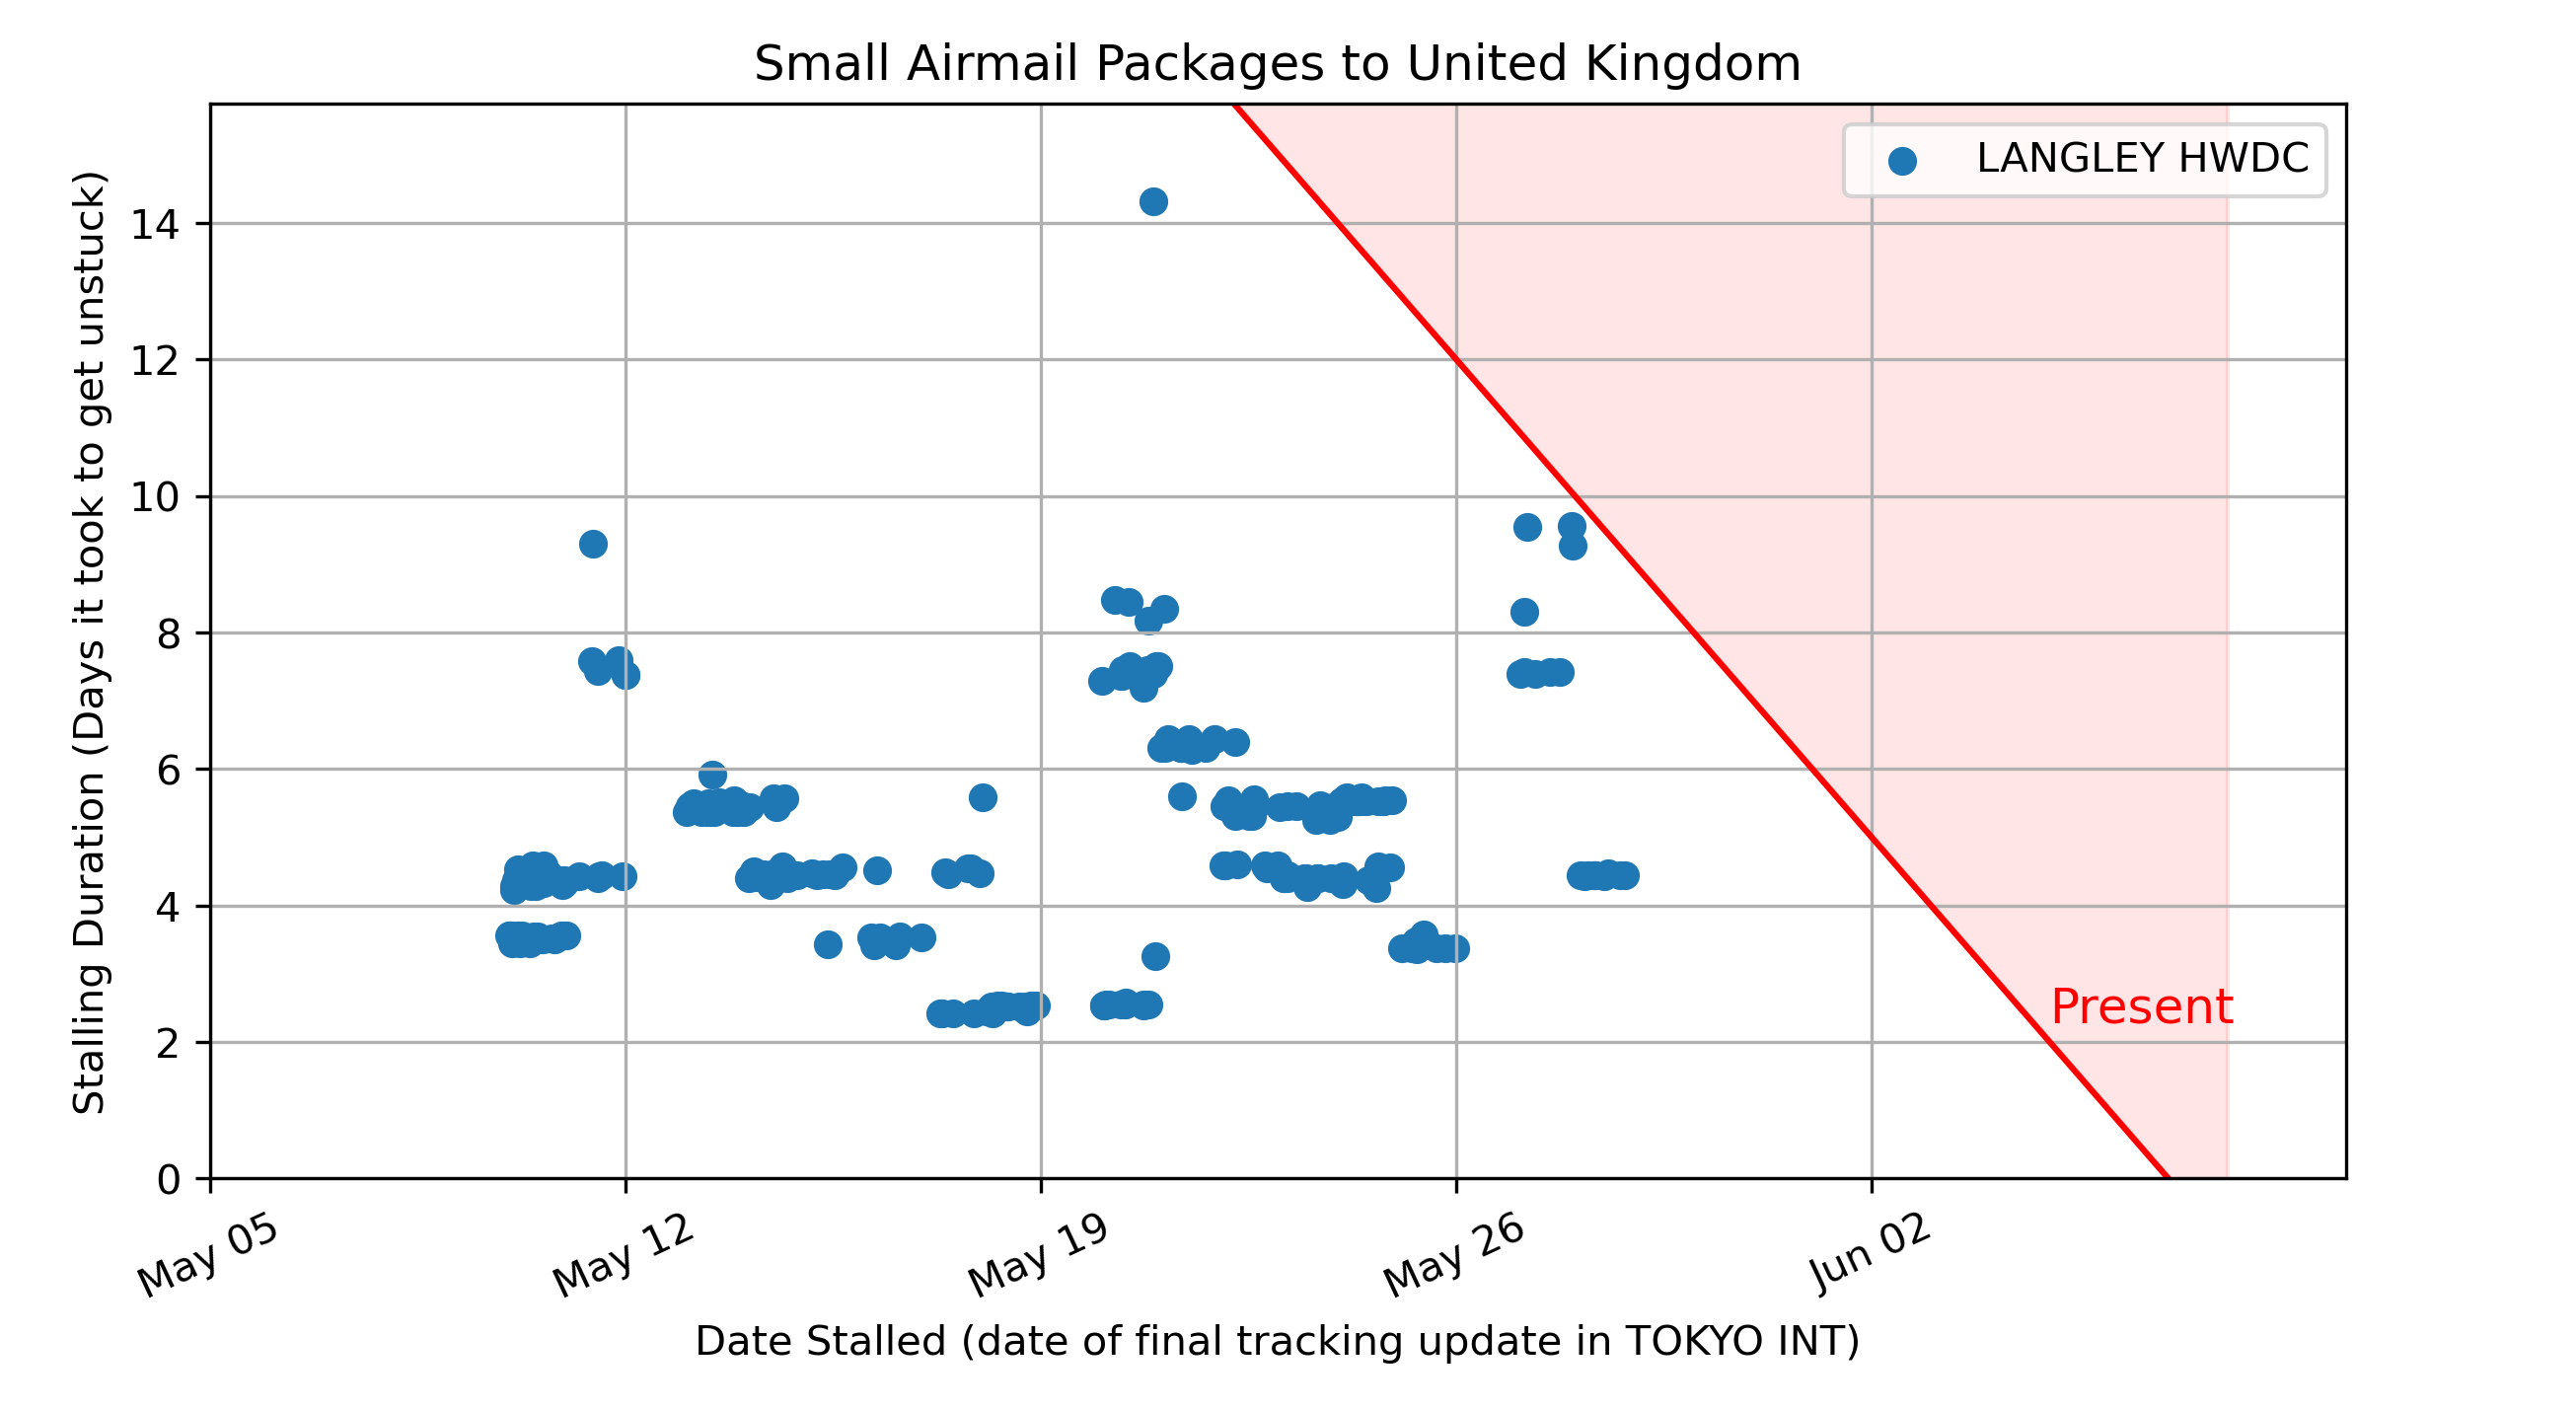 Small Airmail Packages to United Kingdom
LANGLEY HWDC
Stalling Duration (Days it took to get unstuck)
14
12
10
8
6
4
2
0
Present
May 05
May 12
May 19
May 26
Jun 02
Date Stalled (date of final tracking update in TOKYO INT)